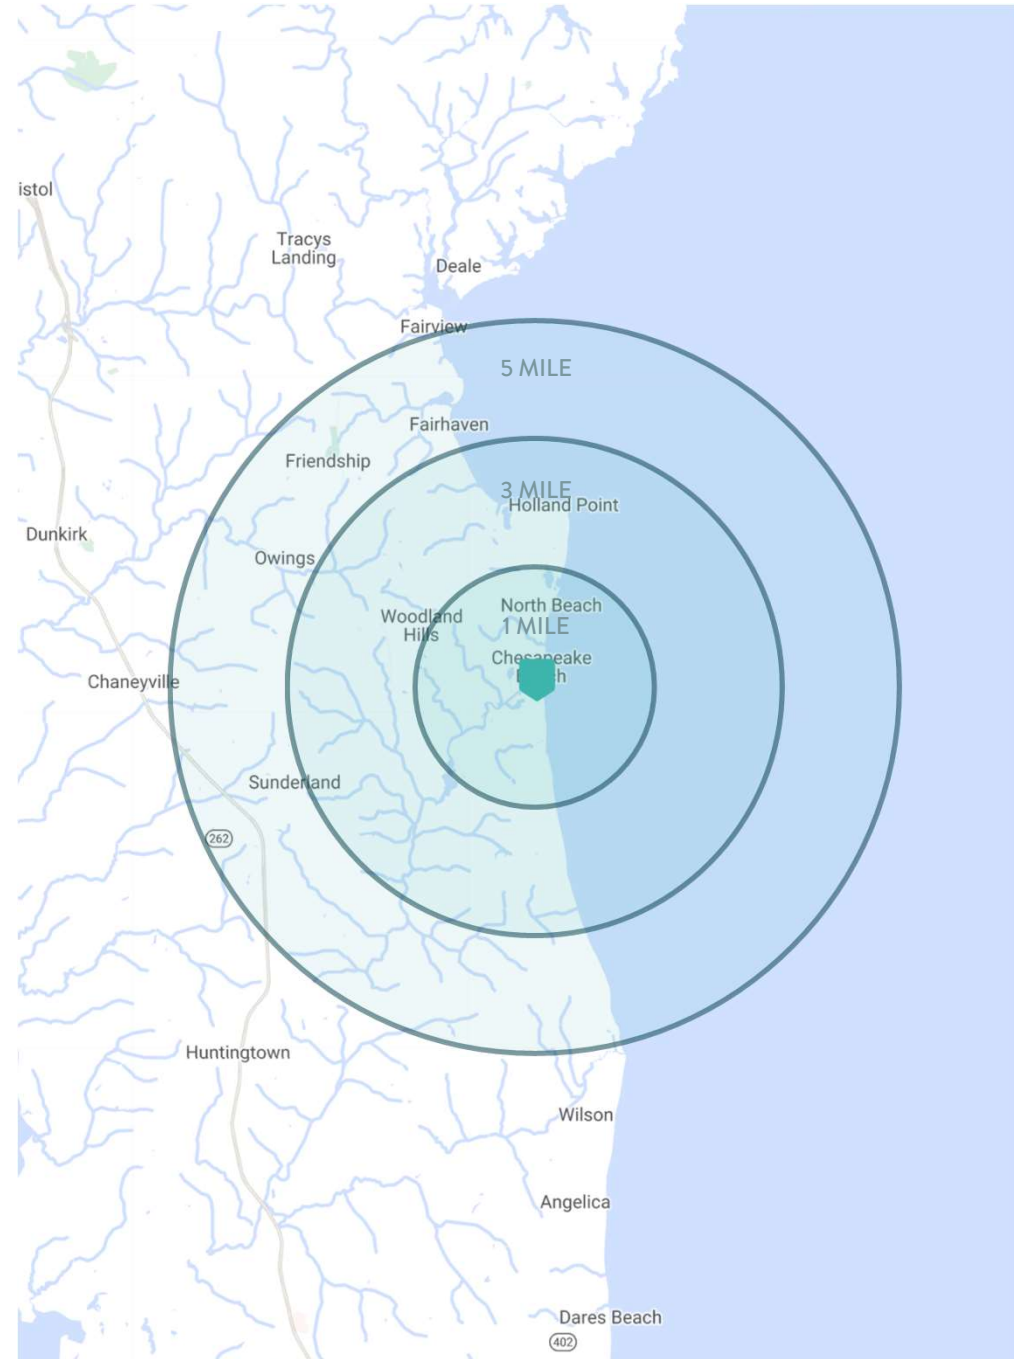 istol
Tracys
Landing
Deale
Fairview
5 MILE
Fairhaven
Friendship
3 MILE
Holland Point
Dunkirk
Owings
North Beach
Woodland
Hills
1 MILE
Chesapeake
Chaneyville
Sunderland
262
Huntingtown
Wilson
Angelica
Dares Beach
402